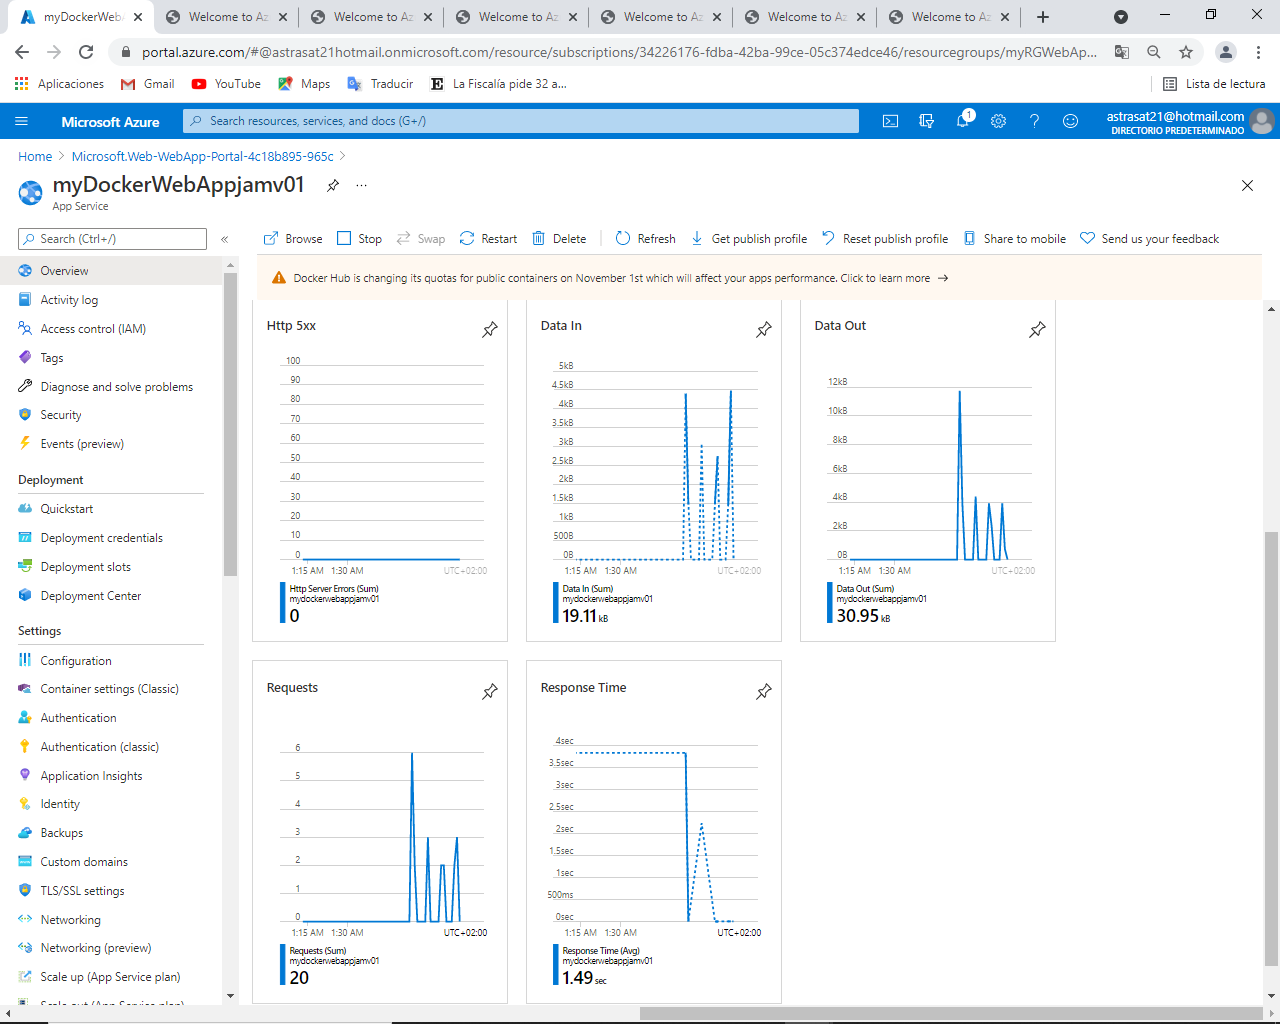 myDockerWebA
Welcome to Az
Welcome to Az
Welcome to Az
Welcome to Az
Welcome to Az
Welcome to Az
portal.azure.com/#@astrasat21hotmail.onmicrosoft.com/resource/subscriptions/34226176-fdba-42ba-99ce-05c374edce46/resourcegroups/myRGWebAp...
Aplicaciones
Gmail
YouTube
Maps
Traducir
La Fiscalía pide 32 a...
Lista de lectura
Microsoft Azure
Search resources, services, and docs (G+/)
1
astrasat21@hotmail.com
DIRECTORIO PREDETERMINADO
Home > Microsoft.Web-WebApp-Portal-4c18b895-965c >
myDockerWebAppjamv01
App Service
Search (Ctrl+/)
«
Browse
Stop
Swap
Restart
Delete
Refresh
Get publish profile
Reset publish profile
Share to mobile
Send us your feedback
Docker Hub is changing its quotas for public containers on November 1st which will affect your apps performance. Click to learn more →
Overview
Activity log
Access control (IAM)
Tags
Diagnose and solve problems
Security
Events (preview)
Deployment
Quickstart
Deployment credentials
Deployment slots
Deployment Center
Settings
Configuration
Container settings (Classic)
Authentication
Authentication (classic)
Application Insights
Identity
Backups
Custom domains
TLS/SSL settings
Networking
Networking (preview)
Scale up (App Service plan)
Scale out (App Service plan)
Http 5xx
100
90
80
70
60
50
40
30
20
10
0
1:15 AM 1:30 AM UTC+02:00
Http Server Errors (Sum)
mydockerwebappjamv01
0
Data In
5kB
4.5kB
4kB
3.5kB
3kB
2.5kB
2kB
1.5kB
1kB
500B
0B
1:15 AM 1:30 AM UTC+02:00
Data In (Sum)
mydockerwebappjamv01
19.11 kB
Data Out
12kB
10kB
8kB
6kB
4kB
2kB
0B
1:15 AM 1:30 AM UTC+02:00
Data Out (Sum)
mydockerwebappjamv01
30.95 kB
Requests
6
5
4
3
2
1
0
1:15 AM 1:30 AM UTC+02:00
Requests (Sum)
mydockerwebappjamv01
20
Response Time
4sec
3.5sec
3sec
2.5sec
2sec
1.5sec
1sec
500ms
0sec
1:15 AM 1:30 AM UTC+02:00
Response Time (Avg)
mydockerwebappjamv01
1.49 sec